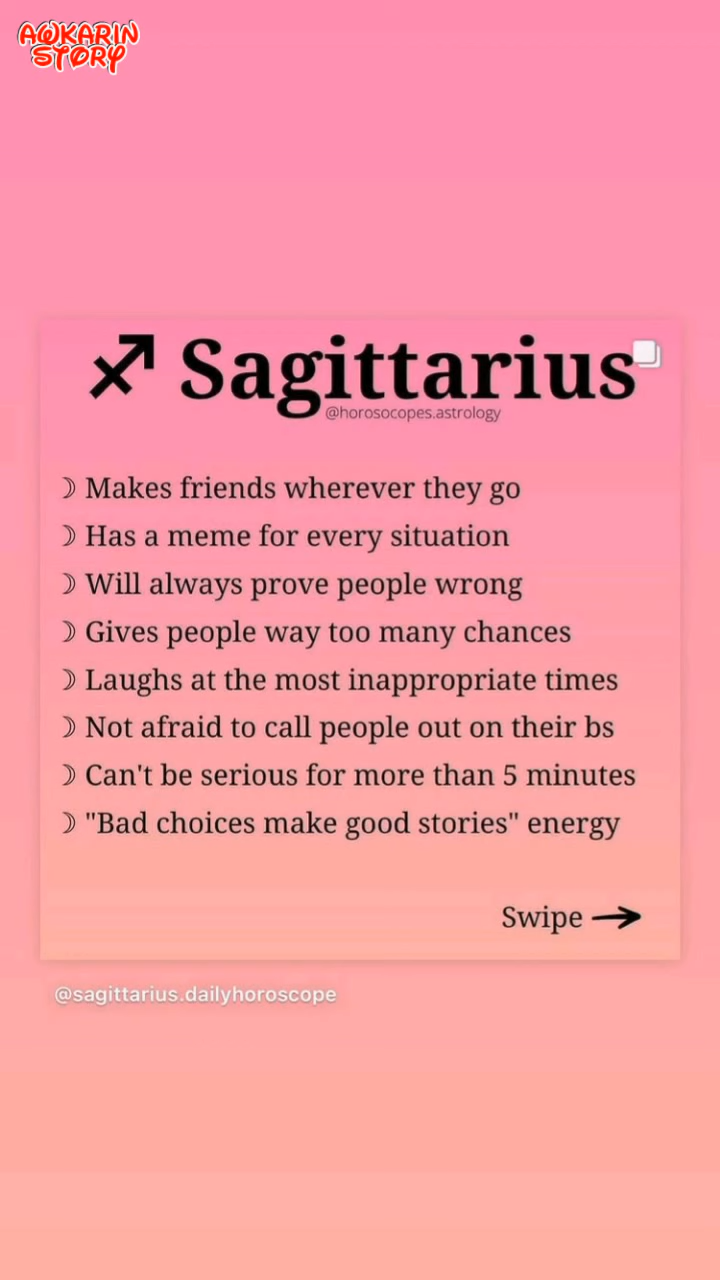 AWKARIN
STORY
♐ Sagittarius
@horosocopes.astrology
☽ Makes friends wherever they go
☽ Has a meme for every situation
☽ Will always prove people wrong
☽ Gives people way too many chances
☽ Laughs at the most inappropriate times
☽ Not afraid to call people out on their bs
☽ Can't be serious for more than 5 minutes
☽ "Bad choices make good stories" energy
Swipe →
@sagittarius.dailyhoroscope